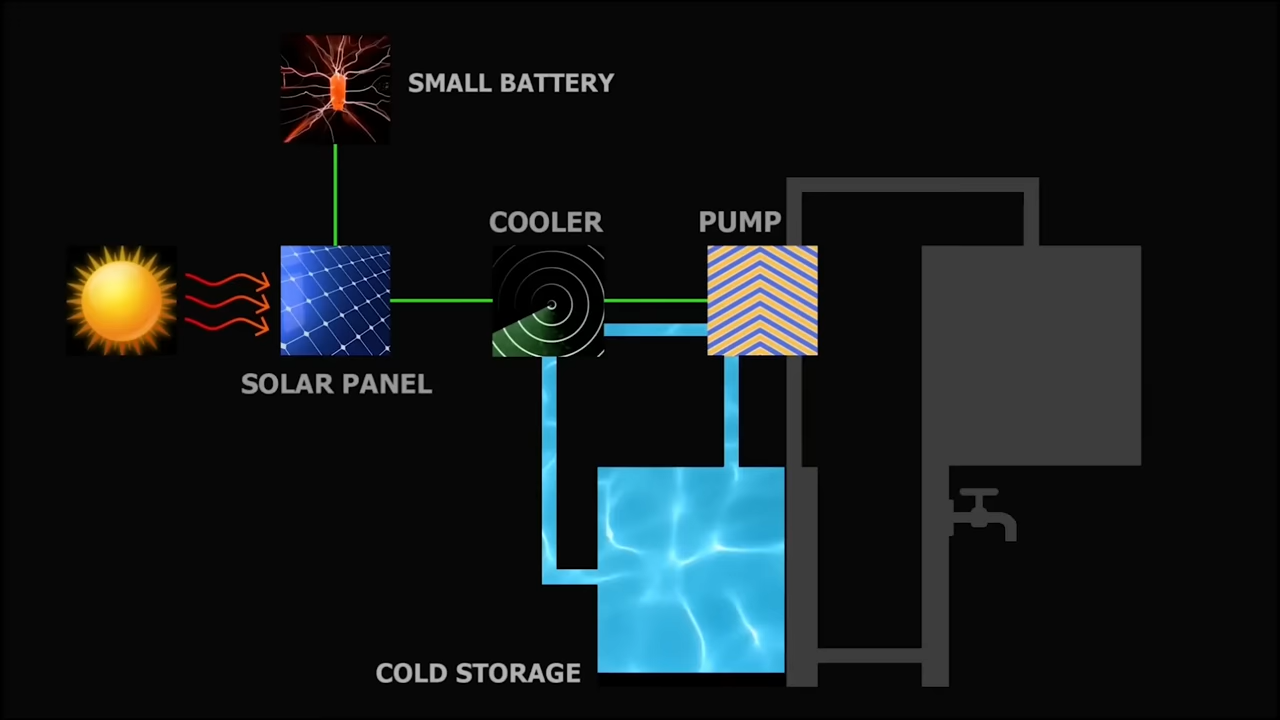 SMALL BATTERY
COOLER
PUMP
SOLAR PANEL
COLD STORAGE